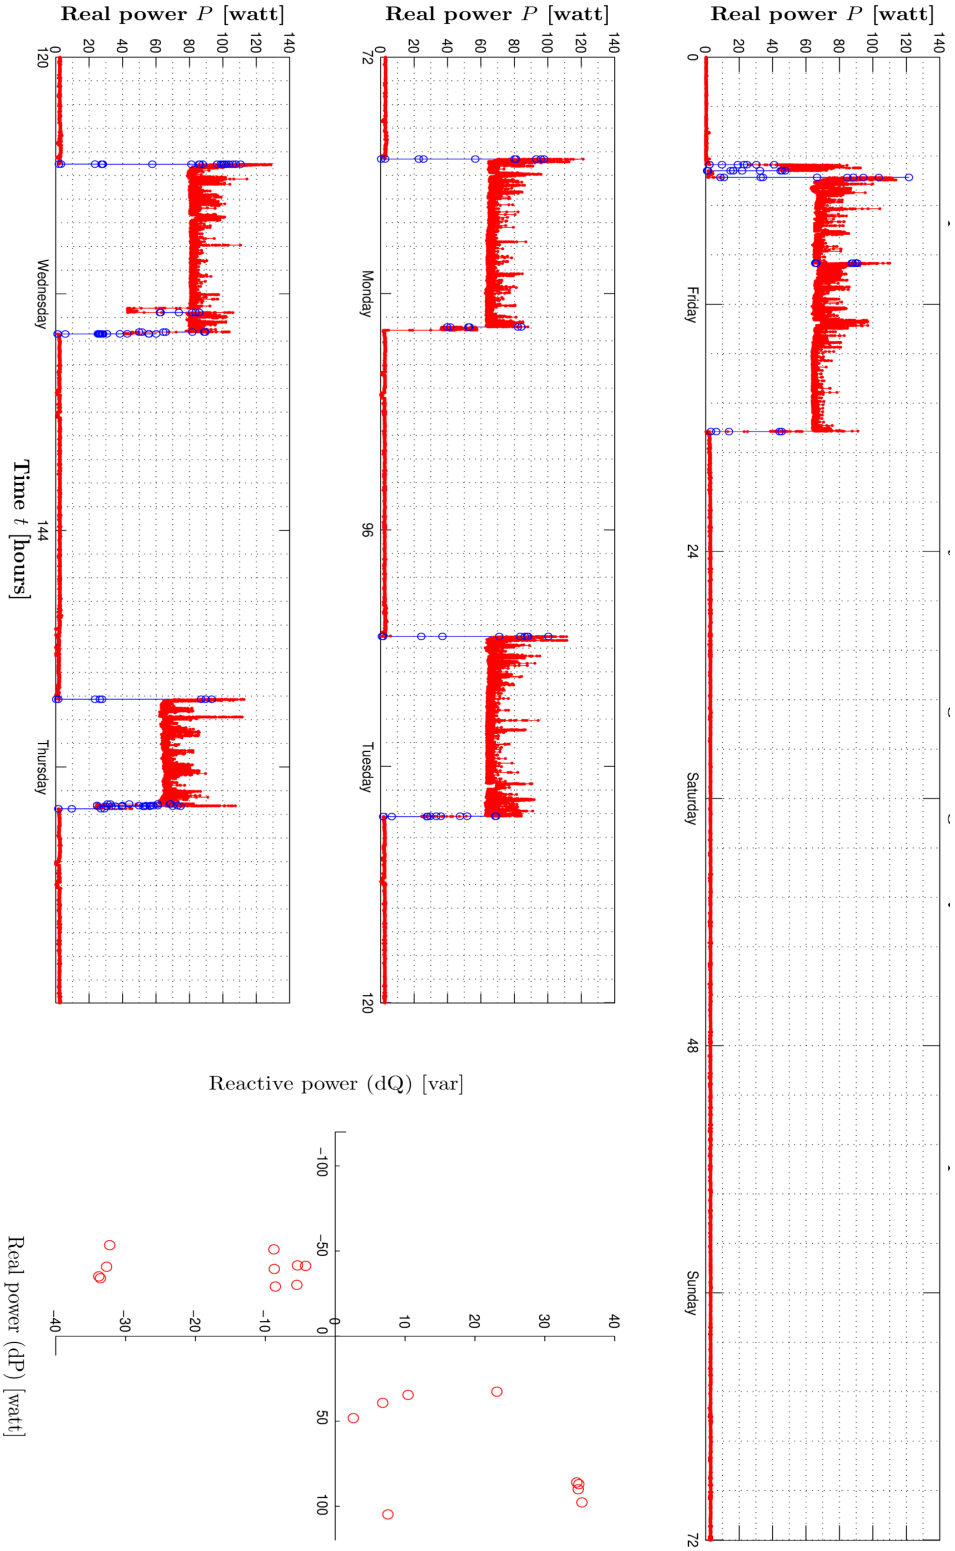 Real power P [watt]
0 20 40 60 80 100 120 140
0
Friday
24
Saturday
48
Sunday
72
Real power P [watt]
0 20 40 60 80 100 120 140
72
Monday
96
Tuesday
120
Real power P [watt]
0 20 40 60 80 100 120 140
120
Wednesday
144
Thursday
Time t [hours]
Reactive power (dQ) [var]
−40 −30 −20 −10 0 10 20 30 40
−100 −50 0 50 100
Real power (dP) [watt]